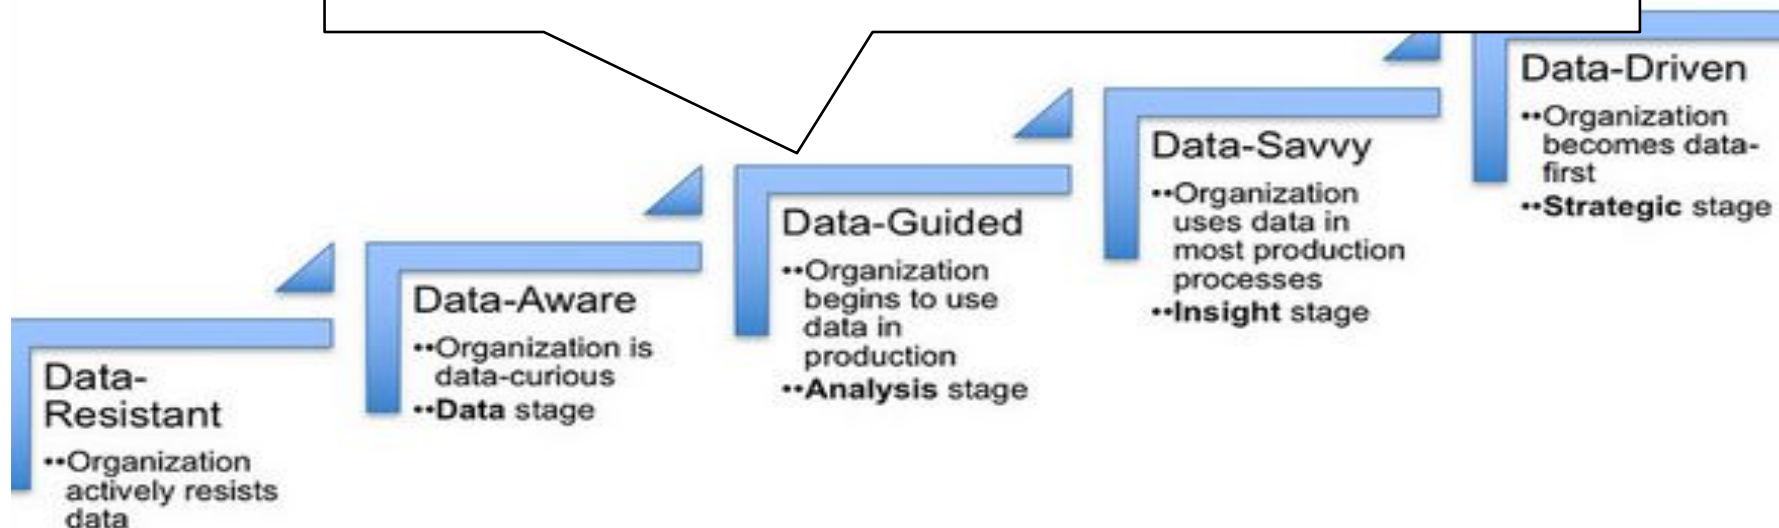 Data-
Resistant
••Organization
actively resists
data
Data-Aware
••Organization is
data-curious
••Data stage
Data-Guided
••Organization
begins to use
data in
production
••Analysis stage
Data-Savvy
••Organization
uses data in
most production
processes
••Insight stage
Data-Driven
••Organization
becomes data-
first
••Strategic stage